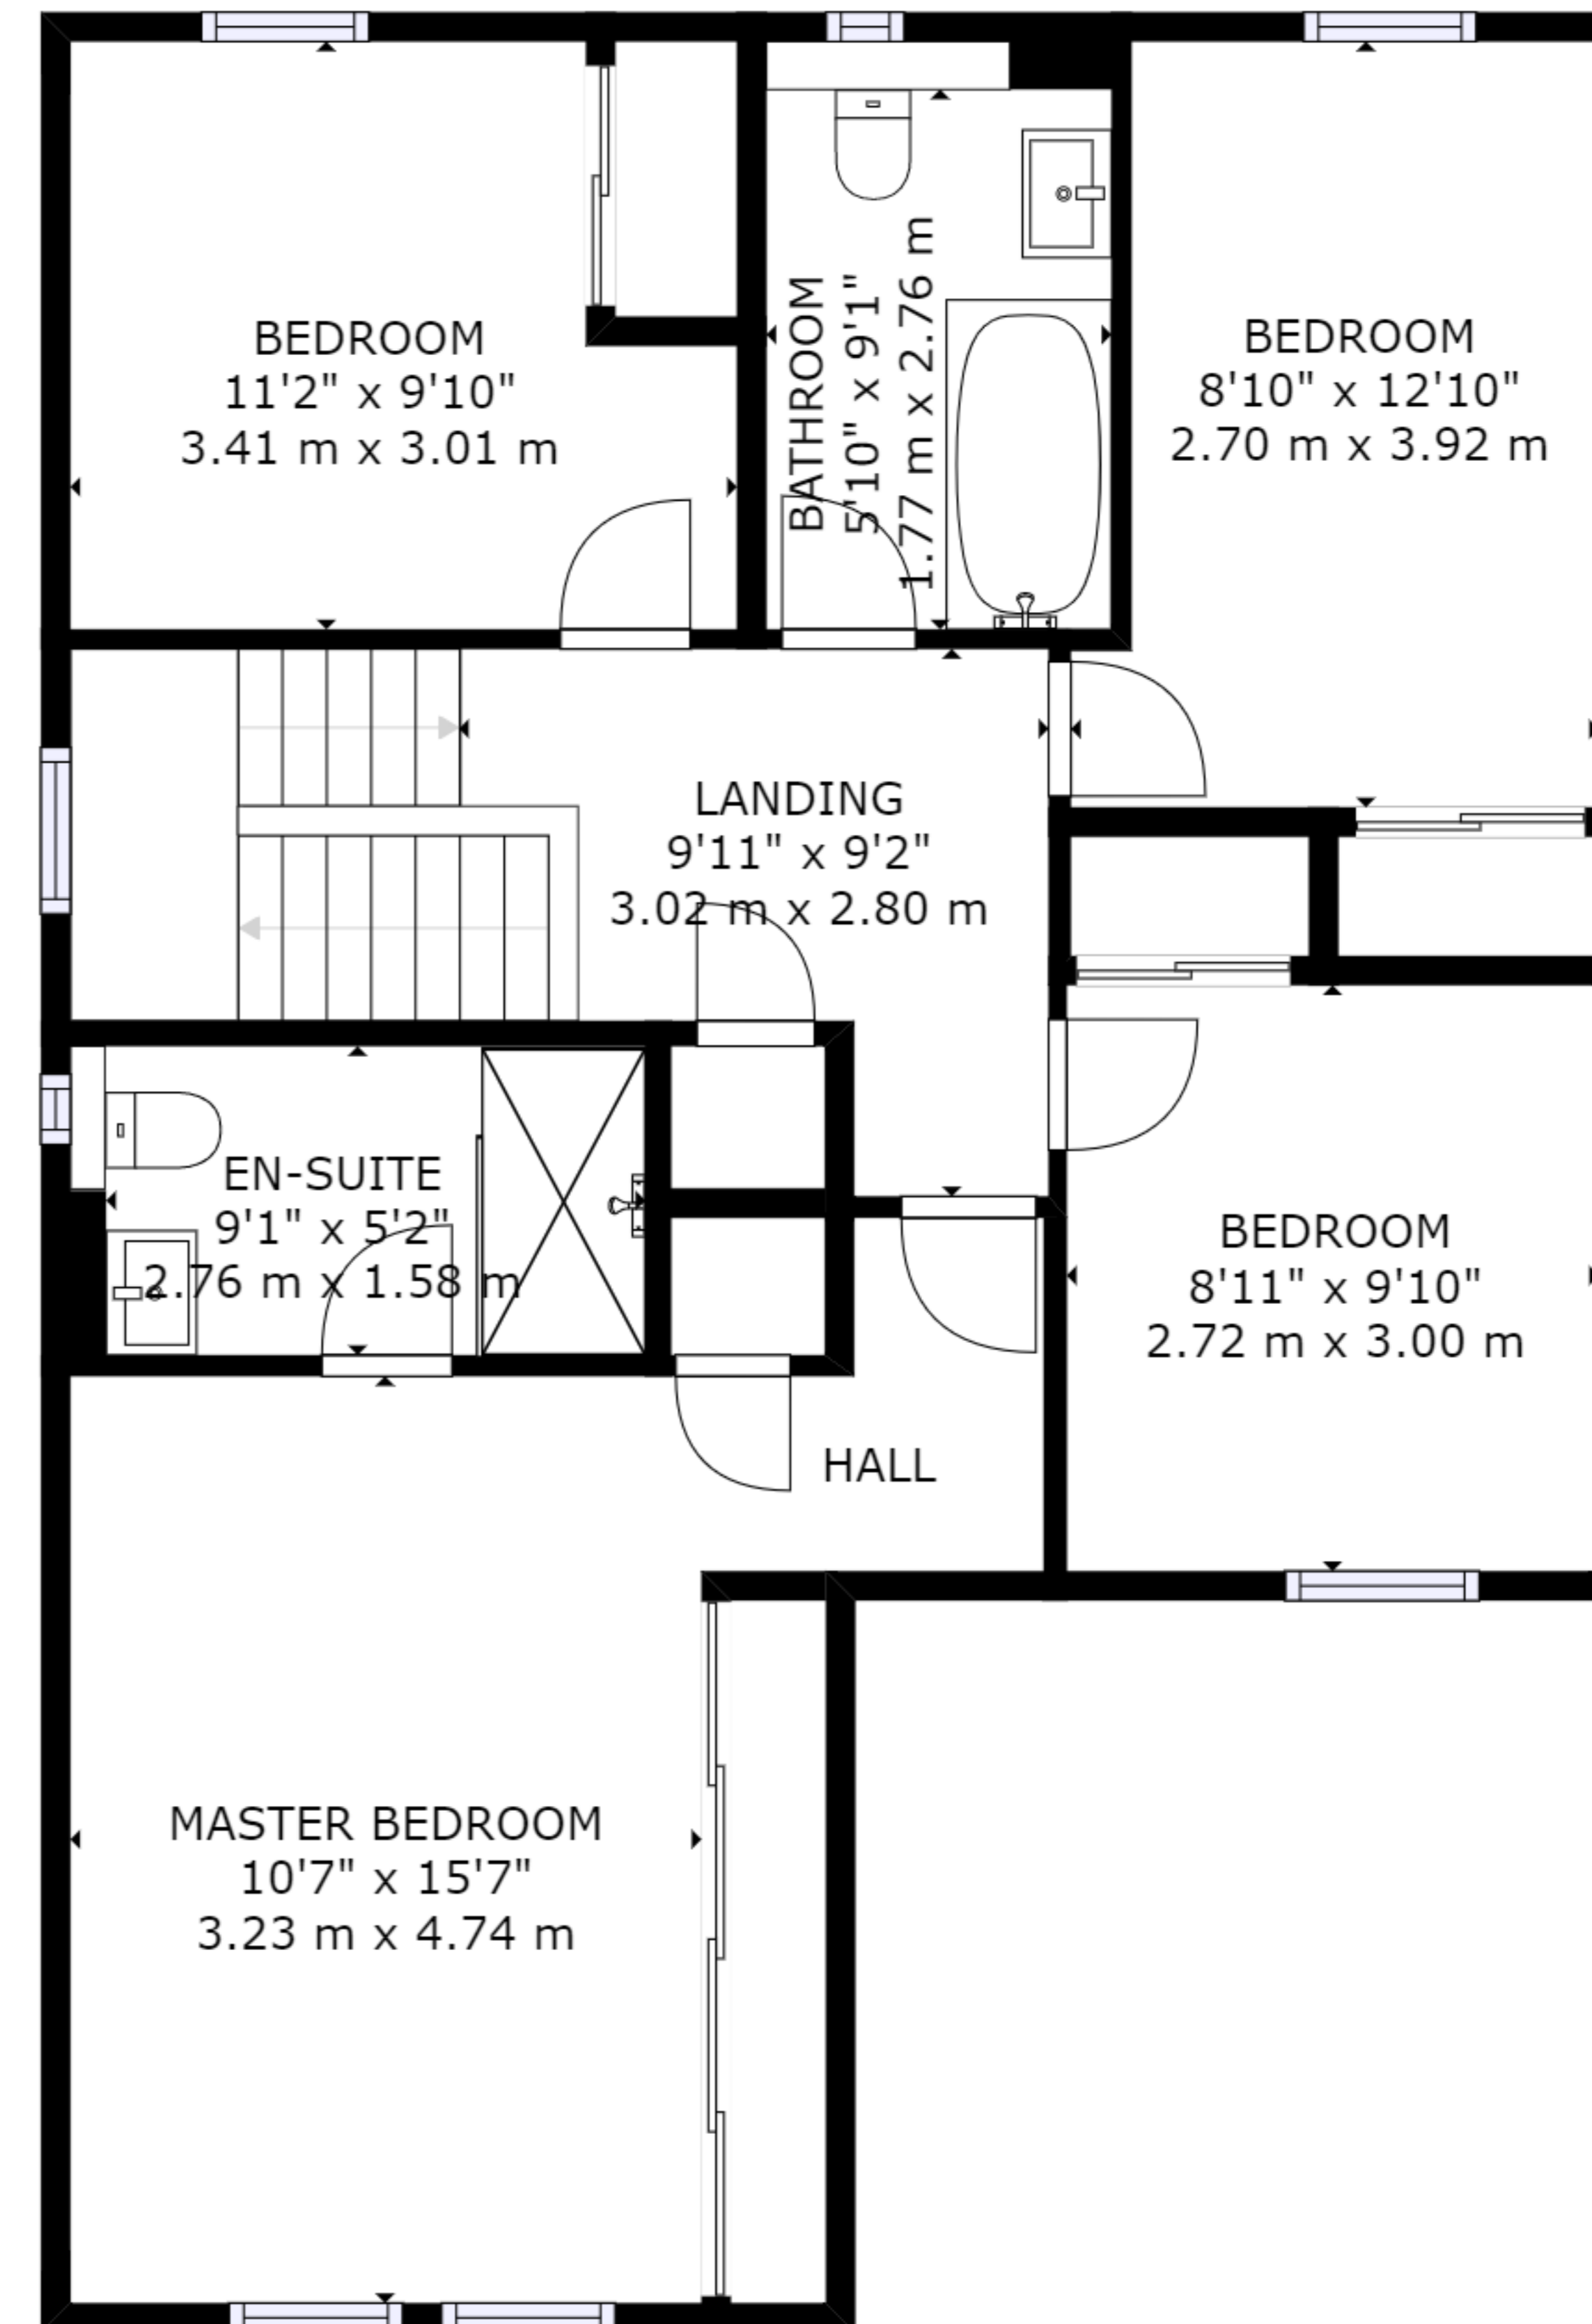 BEDROOM
11'2" x 9'10"
3.41 m x 3.01 m
BATHROOM
5'10" x 9'1"
1.77 m x 2.76 m
BEDROOM
8'10" x 12'10"
2.70 m x 3.92 m
LANDING
9'11" x 9'2"
3.02 m x 2.80 m
EN-SUITE
9'1" x 5'2"
2.76 m x 1.58 m
BEDROOM
8'11" x 9'10"
2.72 m x 3.00 m
HALL
MASTER BEDROOM
10'7" x 15'7"
3.23 m x 4.74 m